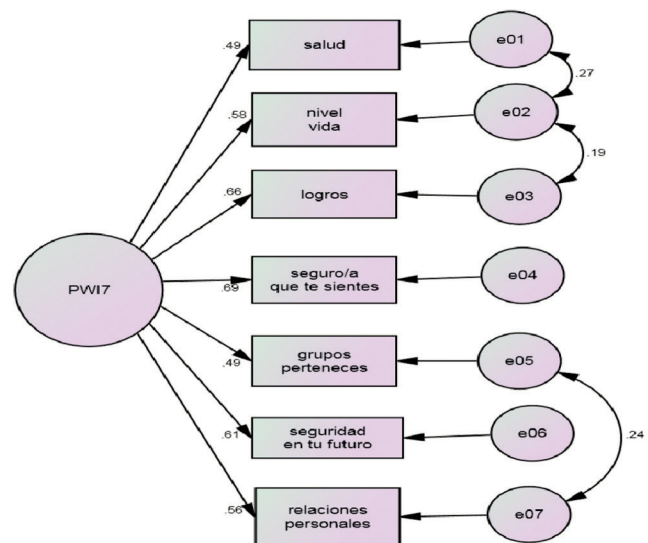 .49
salud
e01
.27
.58
nivel
vida
e02
.19
.66
logros
e03
PWI7
.69
seguro/a
que te sientes
e04
.49
grupos
perteneces
e05
.61
seguridad
en tu futuro
e06
.24
.56
relaciones
personales
e07